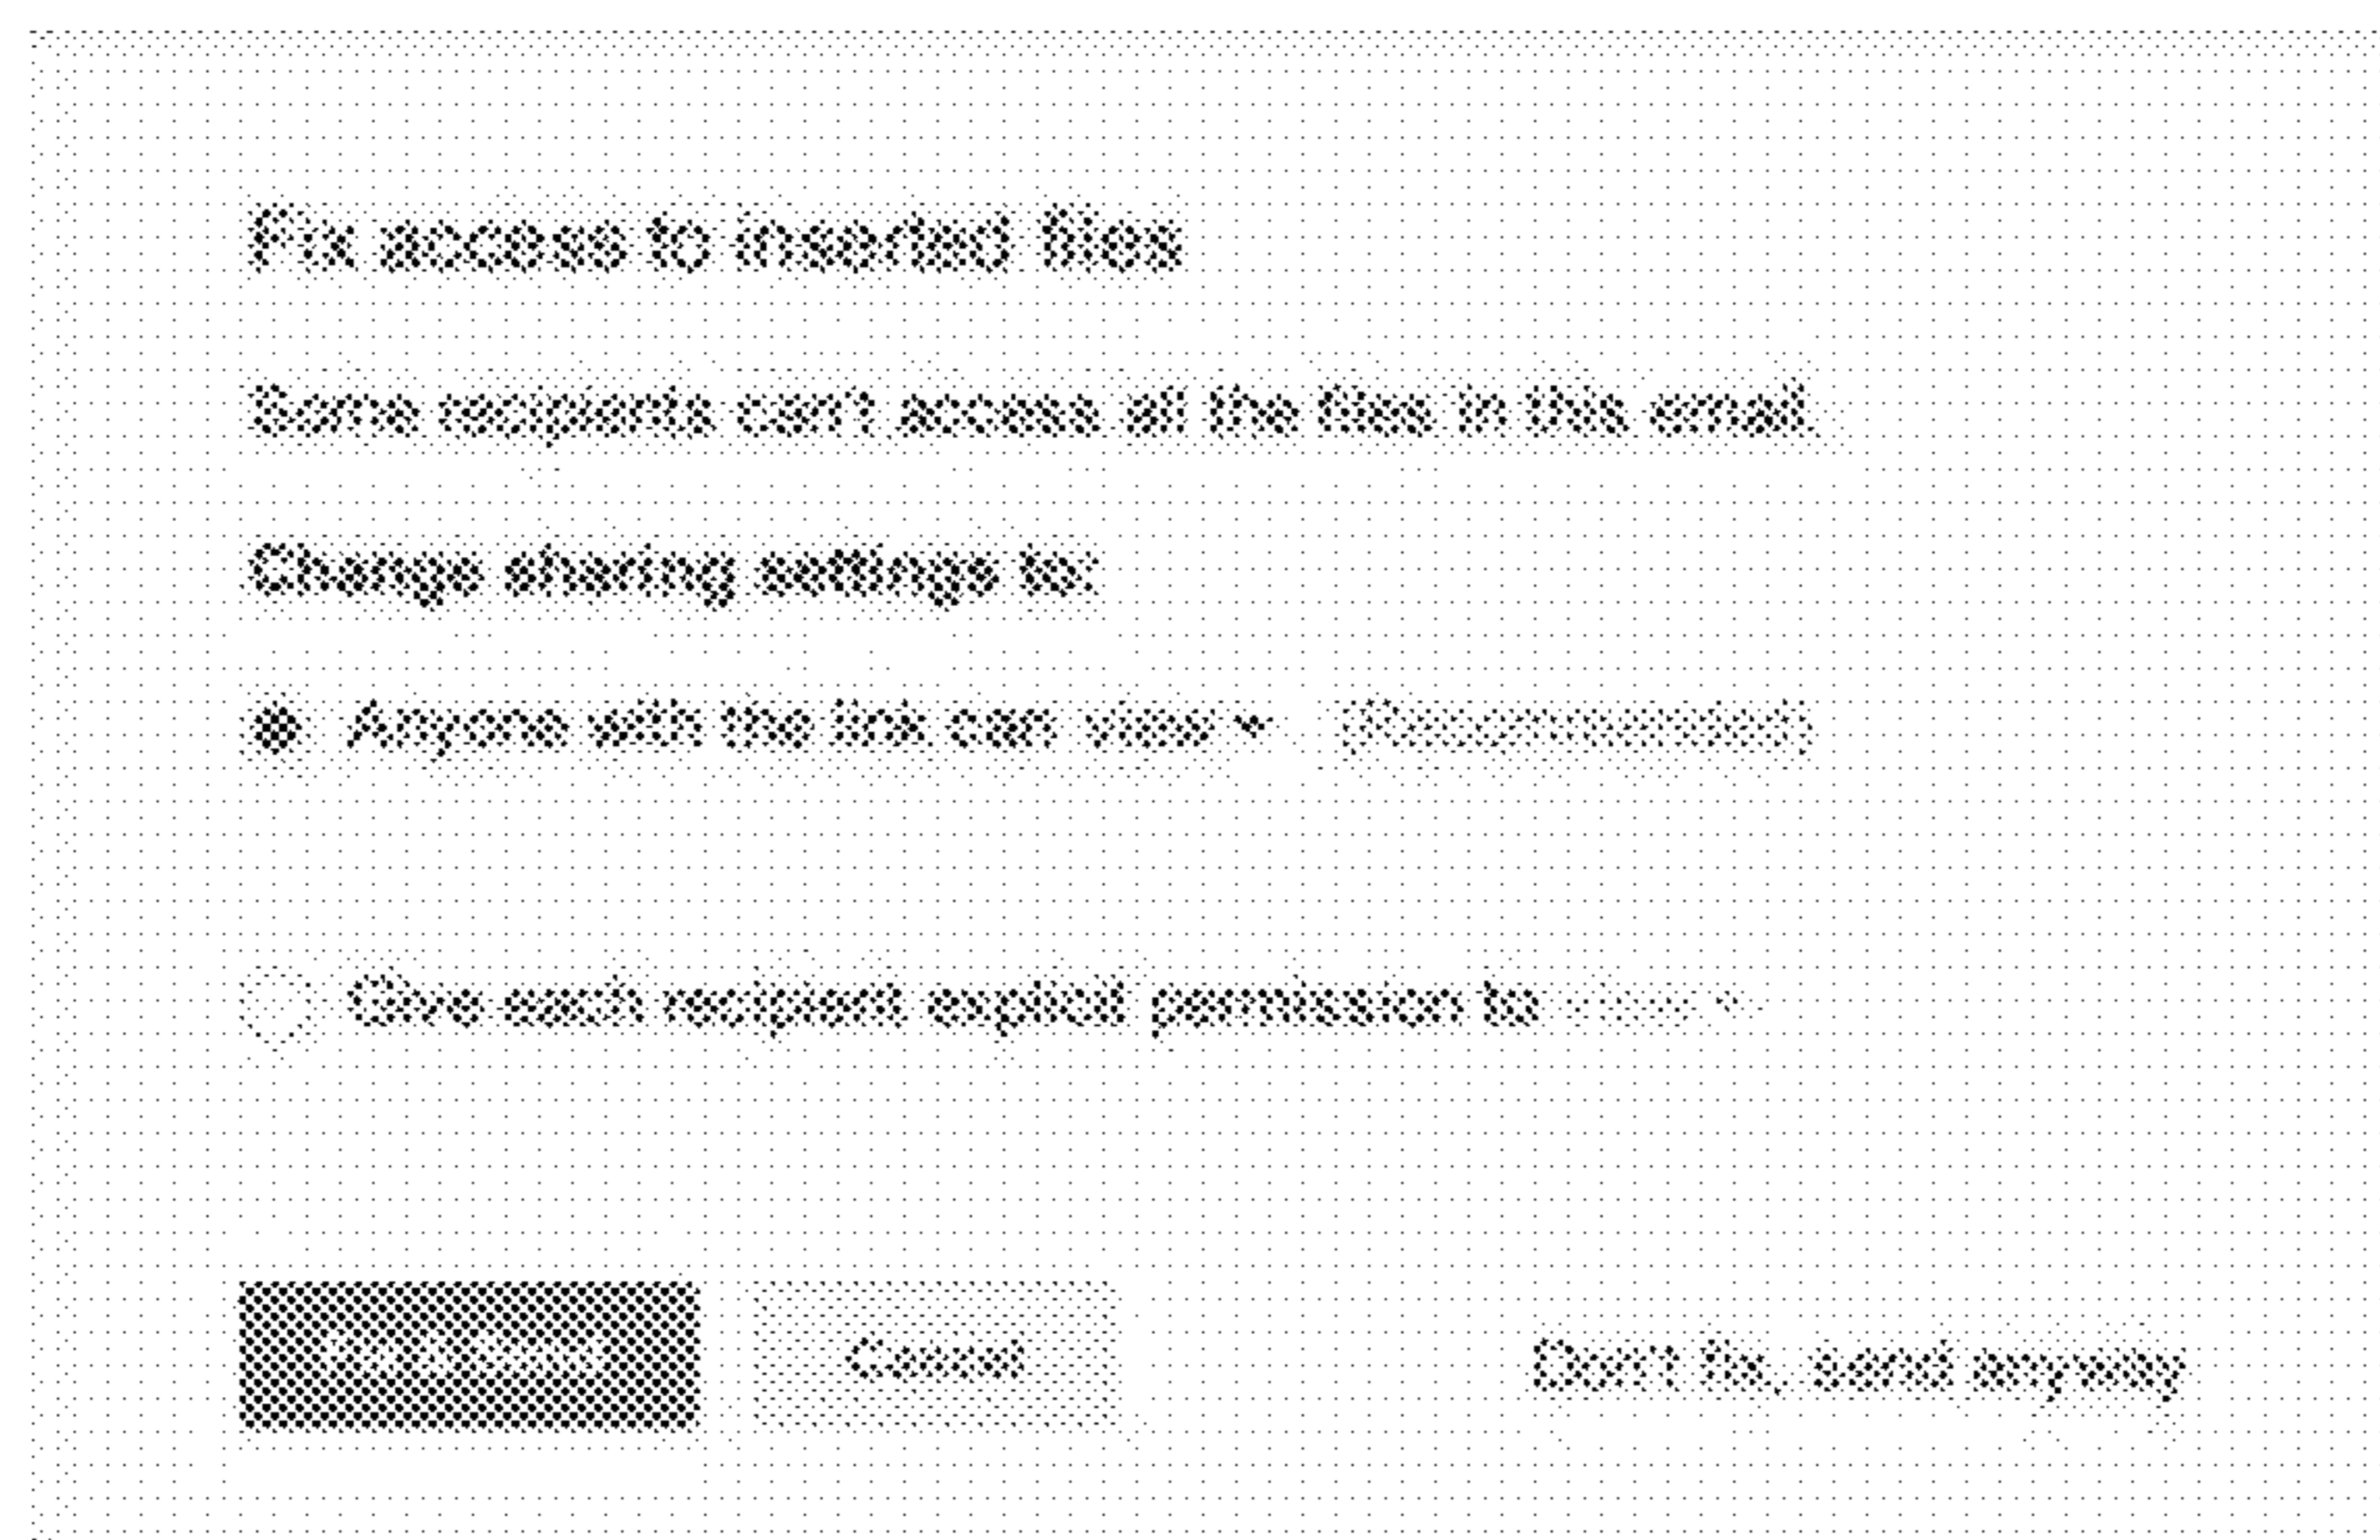 Fix access to inserted files
Some recipients can't access all the files in this email.
Change sharing settings to:
Anyone with the link can view (Recommended)
Give each recipient explicit permission to
Cancel Don't fix, send anyway